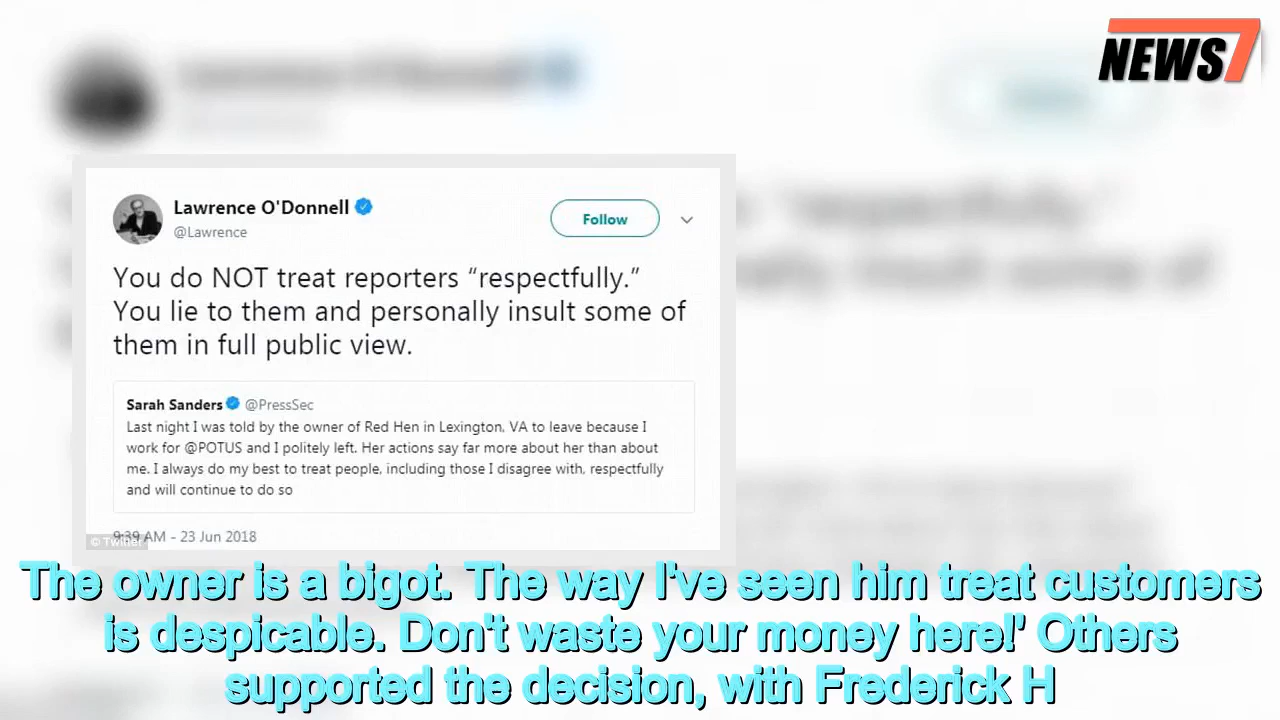 NEWS7
Lawrence O'Donnell
@Lawrence
Follow
You do NOT treat reporters “respectfully.”
You lie to them and personally insult some of
them in full public view.
Sarah Sanders @PressSec
Last night I was told by the owner of Red Hen in Lexington, VA to leave because I
work for @POTUS and I politely left. Her actions say far more about her than about
me. I always do my best to treat people, including those I disagree with, respectfully
and will continue to do so
9:39 AM - 23 Jun 2018
© Twitter
The owner is a bigot. The way I've seen him treat customers
is despicable. Don't waste your money here!' Others
supported the decision, with Frederick H